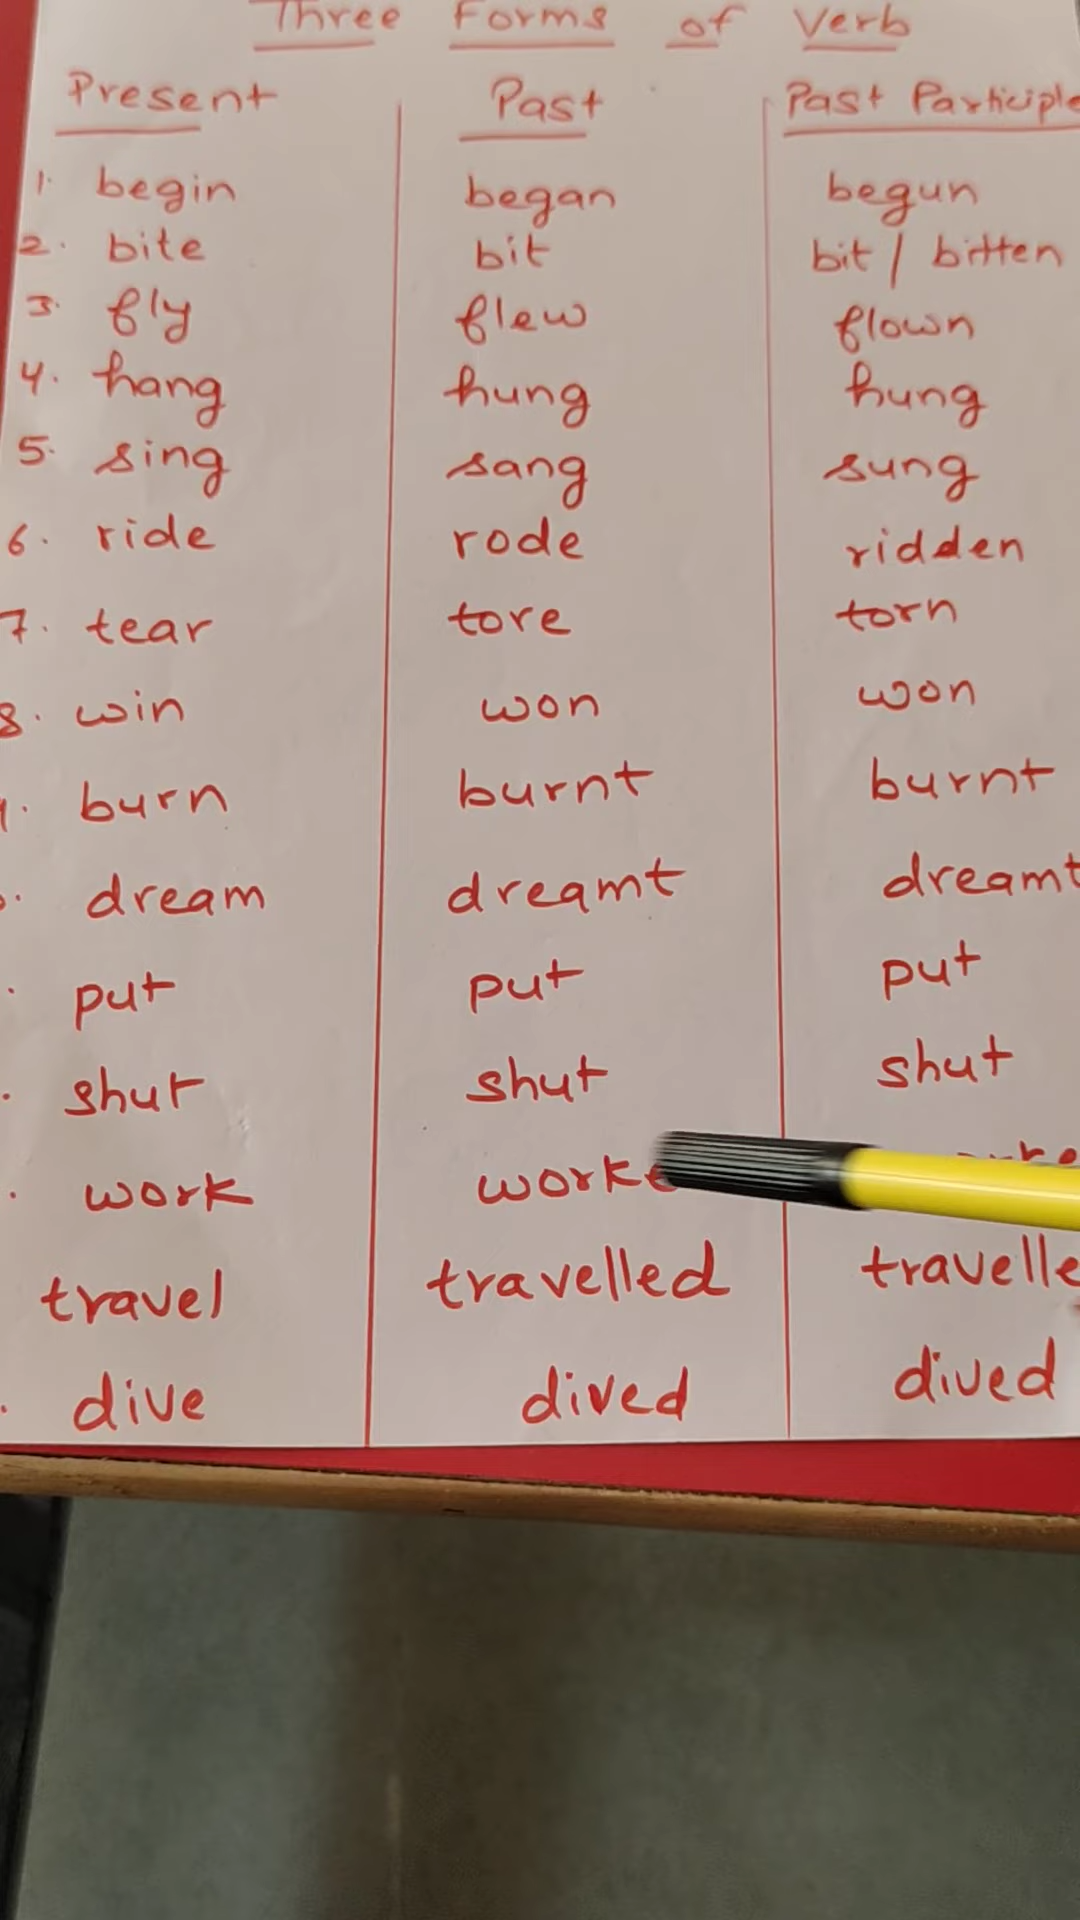 Three Forms of Verb
Present Past Past Participle
1. begin began begun
2. bite bit bit / bitten
3. fly flew flown
4. hang hung hung
5. sing sang sung
6. ride rode ridden
7. tear tore torn
8. win won won
burn burnt burnt
dream dreamt dreamt
put put put
shut shut shut
work
travel travelled
dive dived dived